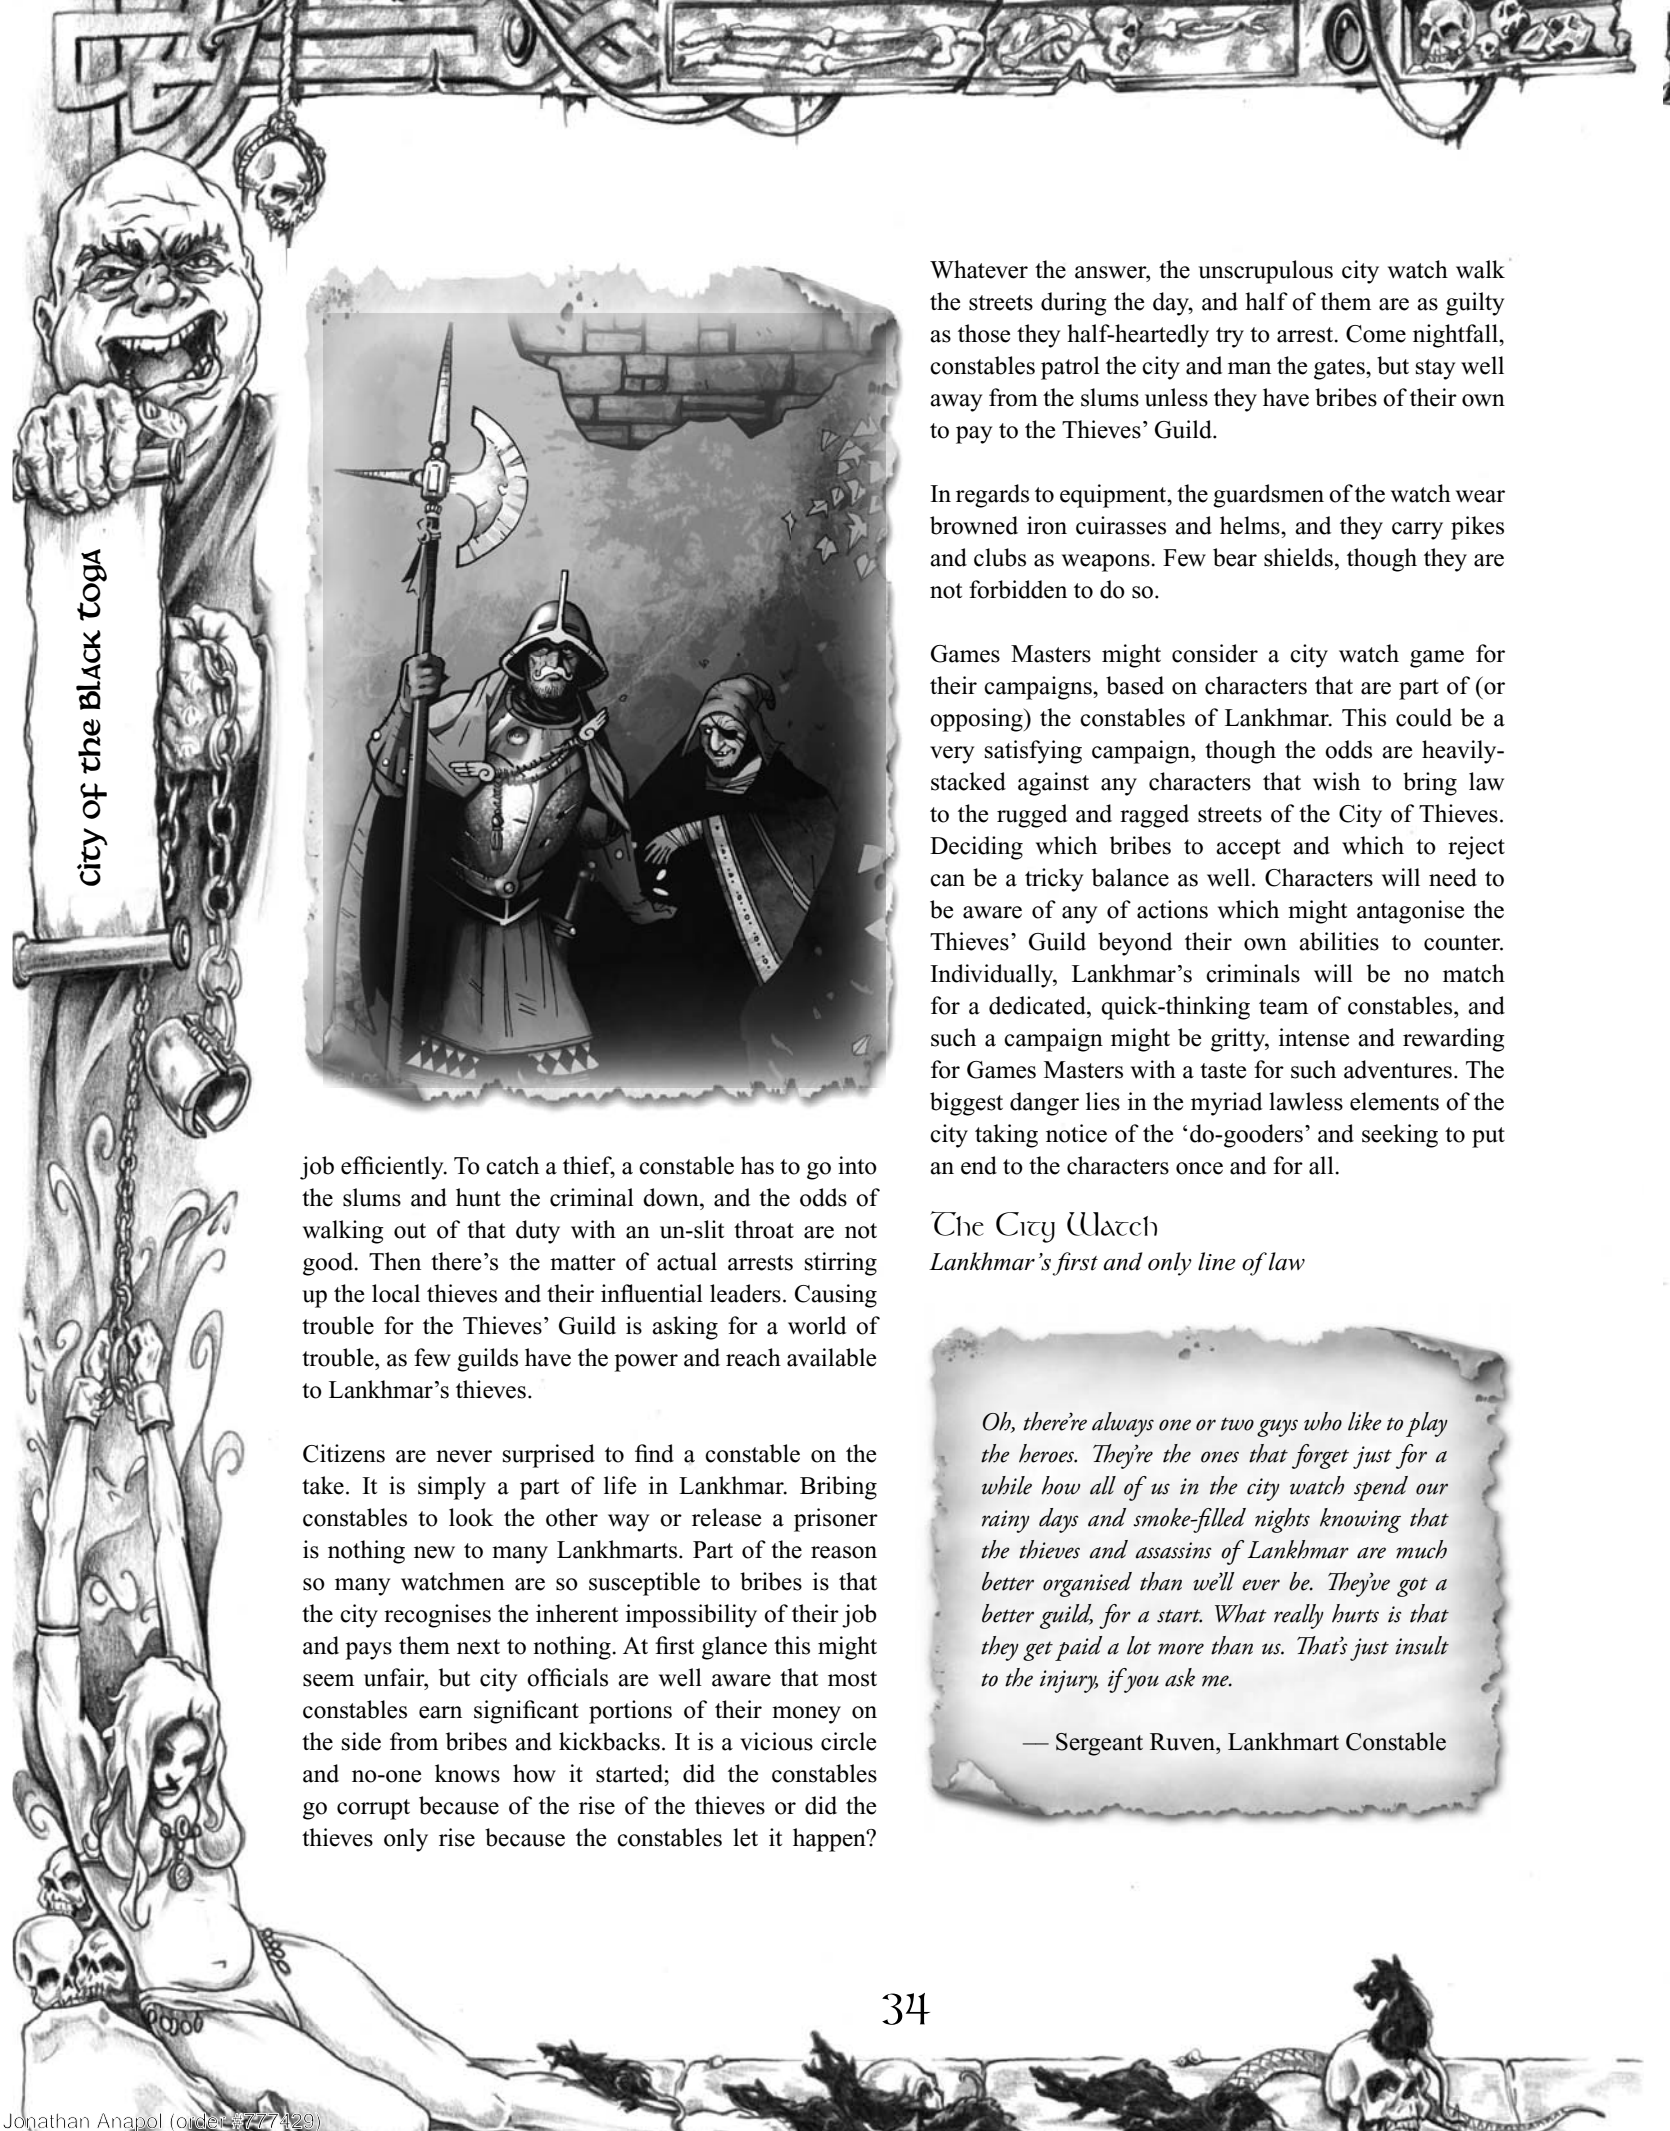 City of the Black Toga
job efficiently. To catch a thief, a constable has to go into
the slums and hunt the criminal down, and the odds of
walking out of that duty with an un-slit throat are not
good. Then there's the matter of actual arrests stirring
up the local thieves and their influential leaders. Causing
trouble for the Thieves' Guild is asking for a world of
trouble, as few guilds have the power and reach available
to Lankhmar's thieves.
Citizens are never surprised to find a constable on the
take. It is simply a part of life in Lankhmar. Bribing
constables to look the other way or release a prisoner
is nothing new to many Lankhmarts. Part of the reason
so many watchmen are so susceptible to bribes is that
the city recognises the inherent impossibility of their job
and pays them next to nothing. At first glance this might
seem unfair, but city officials are well aware that most
constables earn significant portions of their money on
the side from bribes and kickbacks. It is a vicious circle
and no-one knows how it started; did the constables
go corrupt because of the rise of the thieves or did the
thieves only rise because the constables let it happen?
Whatever the answer, the unscrupulous city watch walk
the streets during the day, and half of them are as guilty
as those they half-heartedly try to arrest. Come nightfall,
constables patrol the city and man the gates, but stay well
away from the slums unless they have bribes of their own
to pay to the Thieves' Guild.
In regards to equipment, the guardsmen of the watch wear
browned iron cuirasses and helms, and they carry pikes
and clubs as weapons. Few bear shields, though they are
not forbidden to do so.
Games Masters might consider a city watch game for
their campaigns, based on characters that are part of (or
opposing) the constables of Lankhmar. This could be a
very satisfying campaign, though the odds are heavily-
stacked against any characters that wish to bring law
to the rugged and ragged streets of the City of Thieves.
Deciding which bribes to accept and which to reject
can be a tricky balance as well. Characters will need to
be aware of any of actions which might antagonise the
Thieves' Guild beyond their own abilities to counter.
Individually, Lankhmar's criminals will be no match
for a dedicated, quick-thinking team of constables, and
such a campaign might be gritty, intense and rewarding
for Games Masters with a taste for such adventures. The
biggest danger lies in the myriad lawless elements of the
city taking notice of the 'do-gooders' and seeking to put
an end to the characters once and for all.
The City Watch
Lankhmar's first and only line of law
Oh, there're always one or two guys who like to play
the heroes. They're the ones that forget just for a
while how all of us in the city watch spend our
rainy days and smoke-filled nights knowing that
the thieves and assassins of Lankhmar are much
better organised than we'll ever be. They've got a
better guild, for a start. What really hurts is that
they get paid a lot more than us. That's just insult
to the injury, if you ask me.
— Sergeant Ruven, Lankhmart Constable
34
Jonathan Anapol (order #777429)